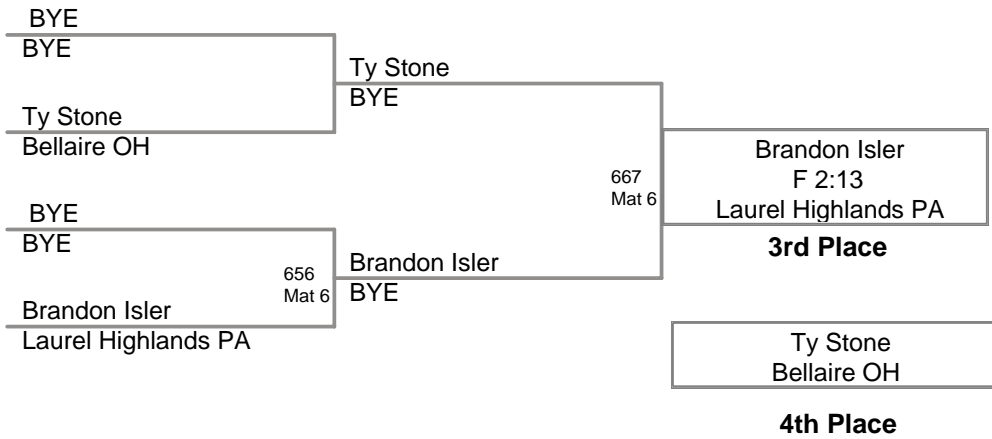 BYE
BYE
Ty Stone
BYE
Ty Stone
Bellaire OH
667
Mat 6
Brandon Isler
F 2:13
Laurel Highlands PA
3rd Place
BYE
BYE
656
Mat 6
Brandon Isler
BYE
Brandon Isler
Laurel Highlands PA
Ty Stone
Bellaire OH
4th Place